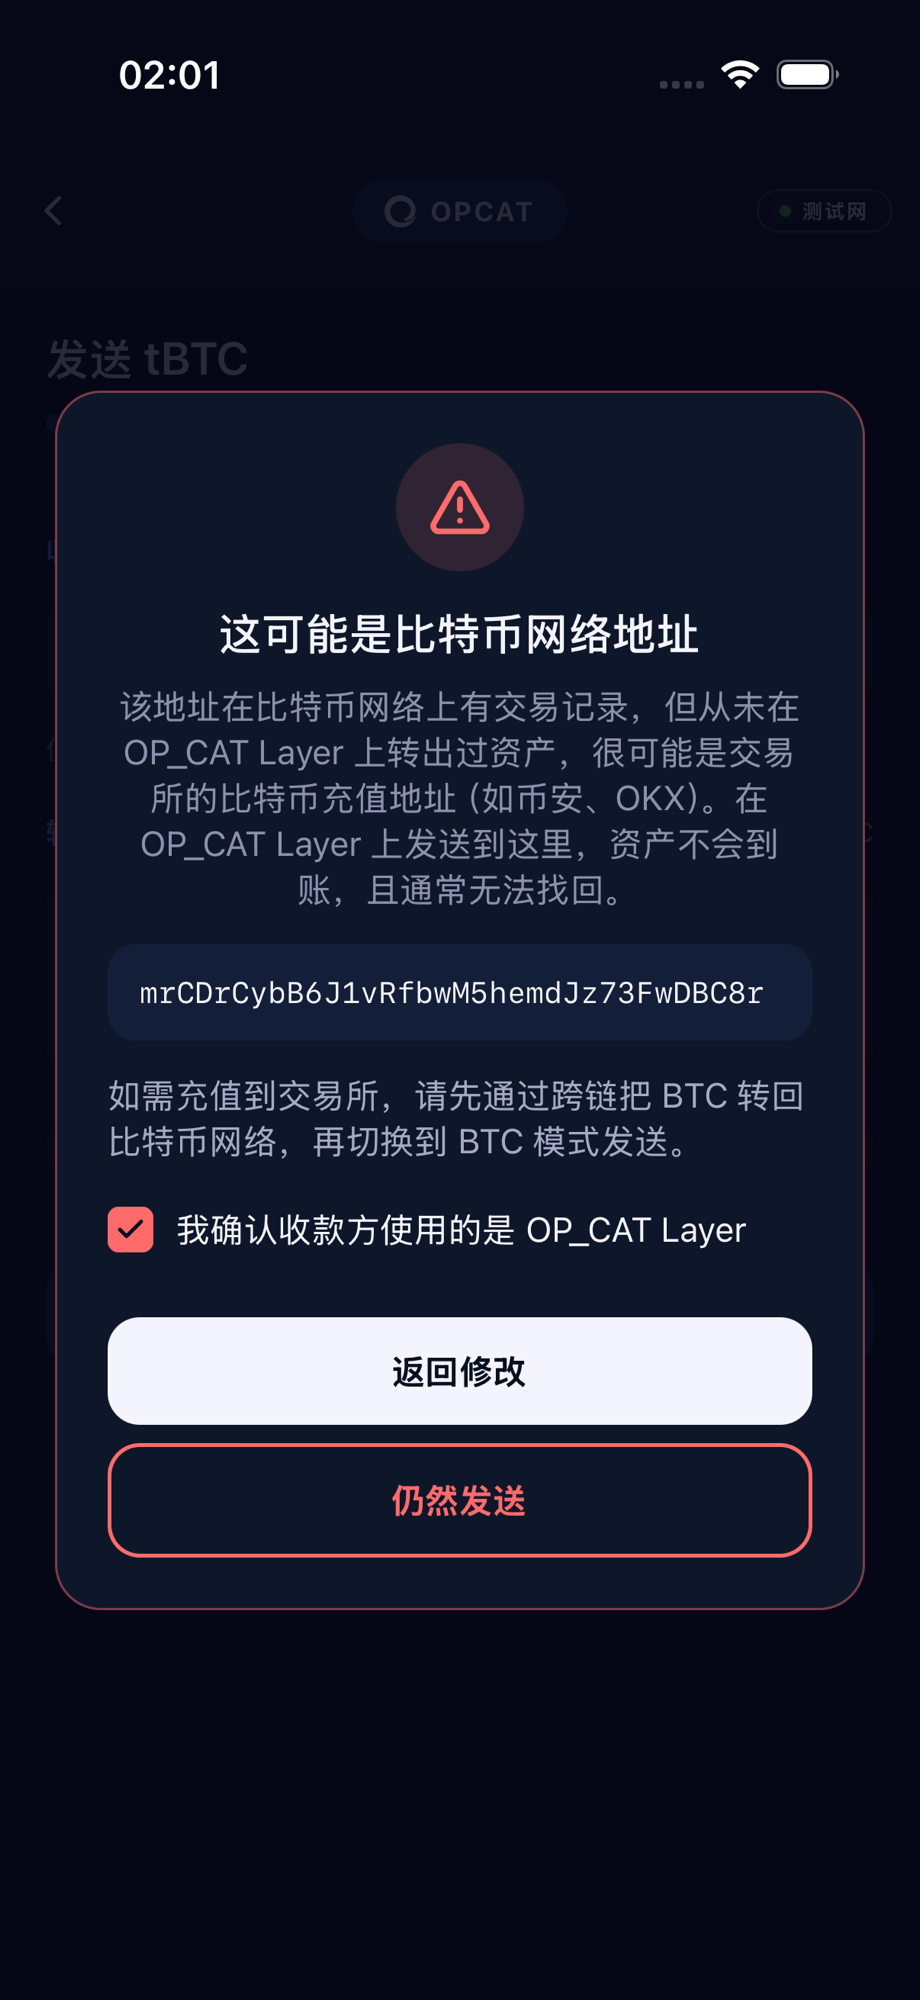 02:01
OPCAT
测试网
发送 tBTC
这可能是比特币网络地址
该地址在比特币网络上有交易记录，但从未在
OP_CAT Layer 上转出过资产，很可能是交易
所的比特币充值地址 (如币安、OKX)。在
OP_CAT Layer 上发送到这里，资产不会到
账，且通常无法找回。
mrCDrCybB6J1vRfbwM5hemdJz73FwDBC8r
如需充值到交易所，请先通过跨链把 BTC 转回
比特币网络，再切换到 BTC 模式发送。
我确认收款方使用的是 OP_CAT Layer
返回修改
仍然发送